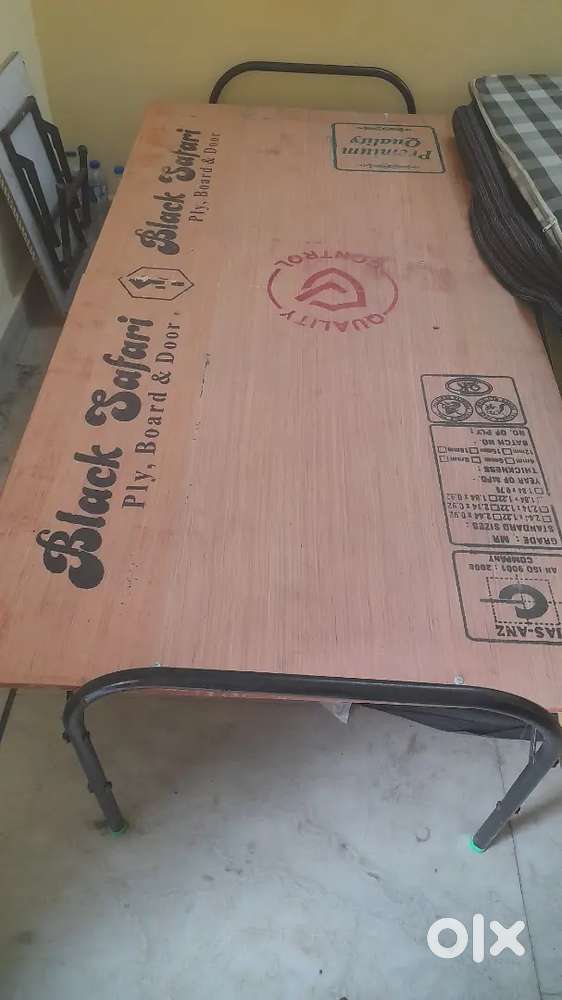 Black Safari
Ply, Board & Door
Black Safari
Ply, Board & Door
Premium
Quality
QUALITY CONTROL
NO. OF PLY :
BATCH NO
THICKNESS :
YEAR OF M/FG.
STANDARD SIZES :
GRADE : MR
AN ISO 9001 : 2008
COMPANY
JAS-ANZ
olx